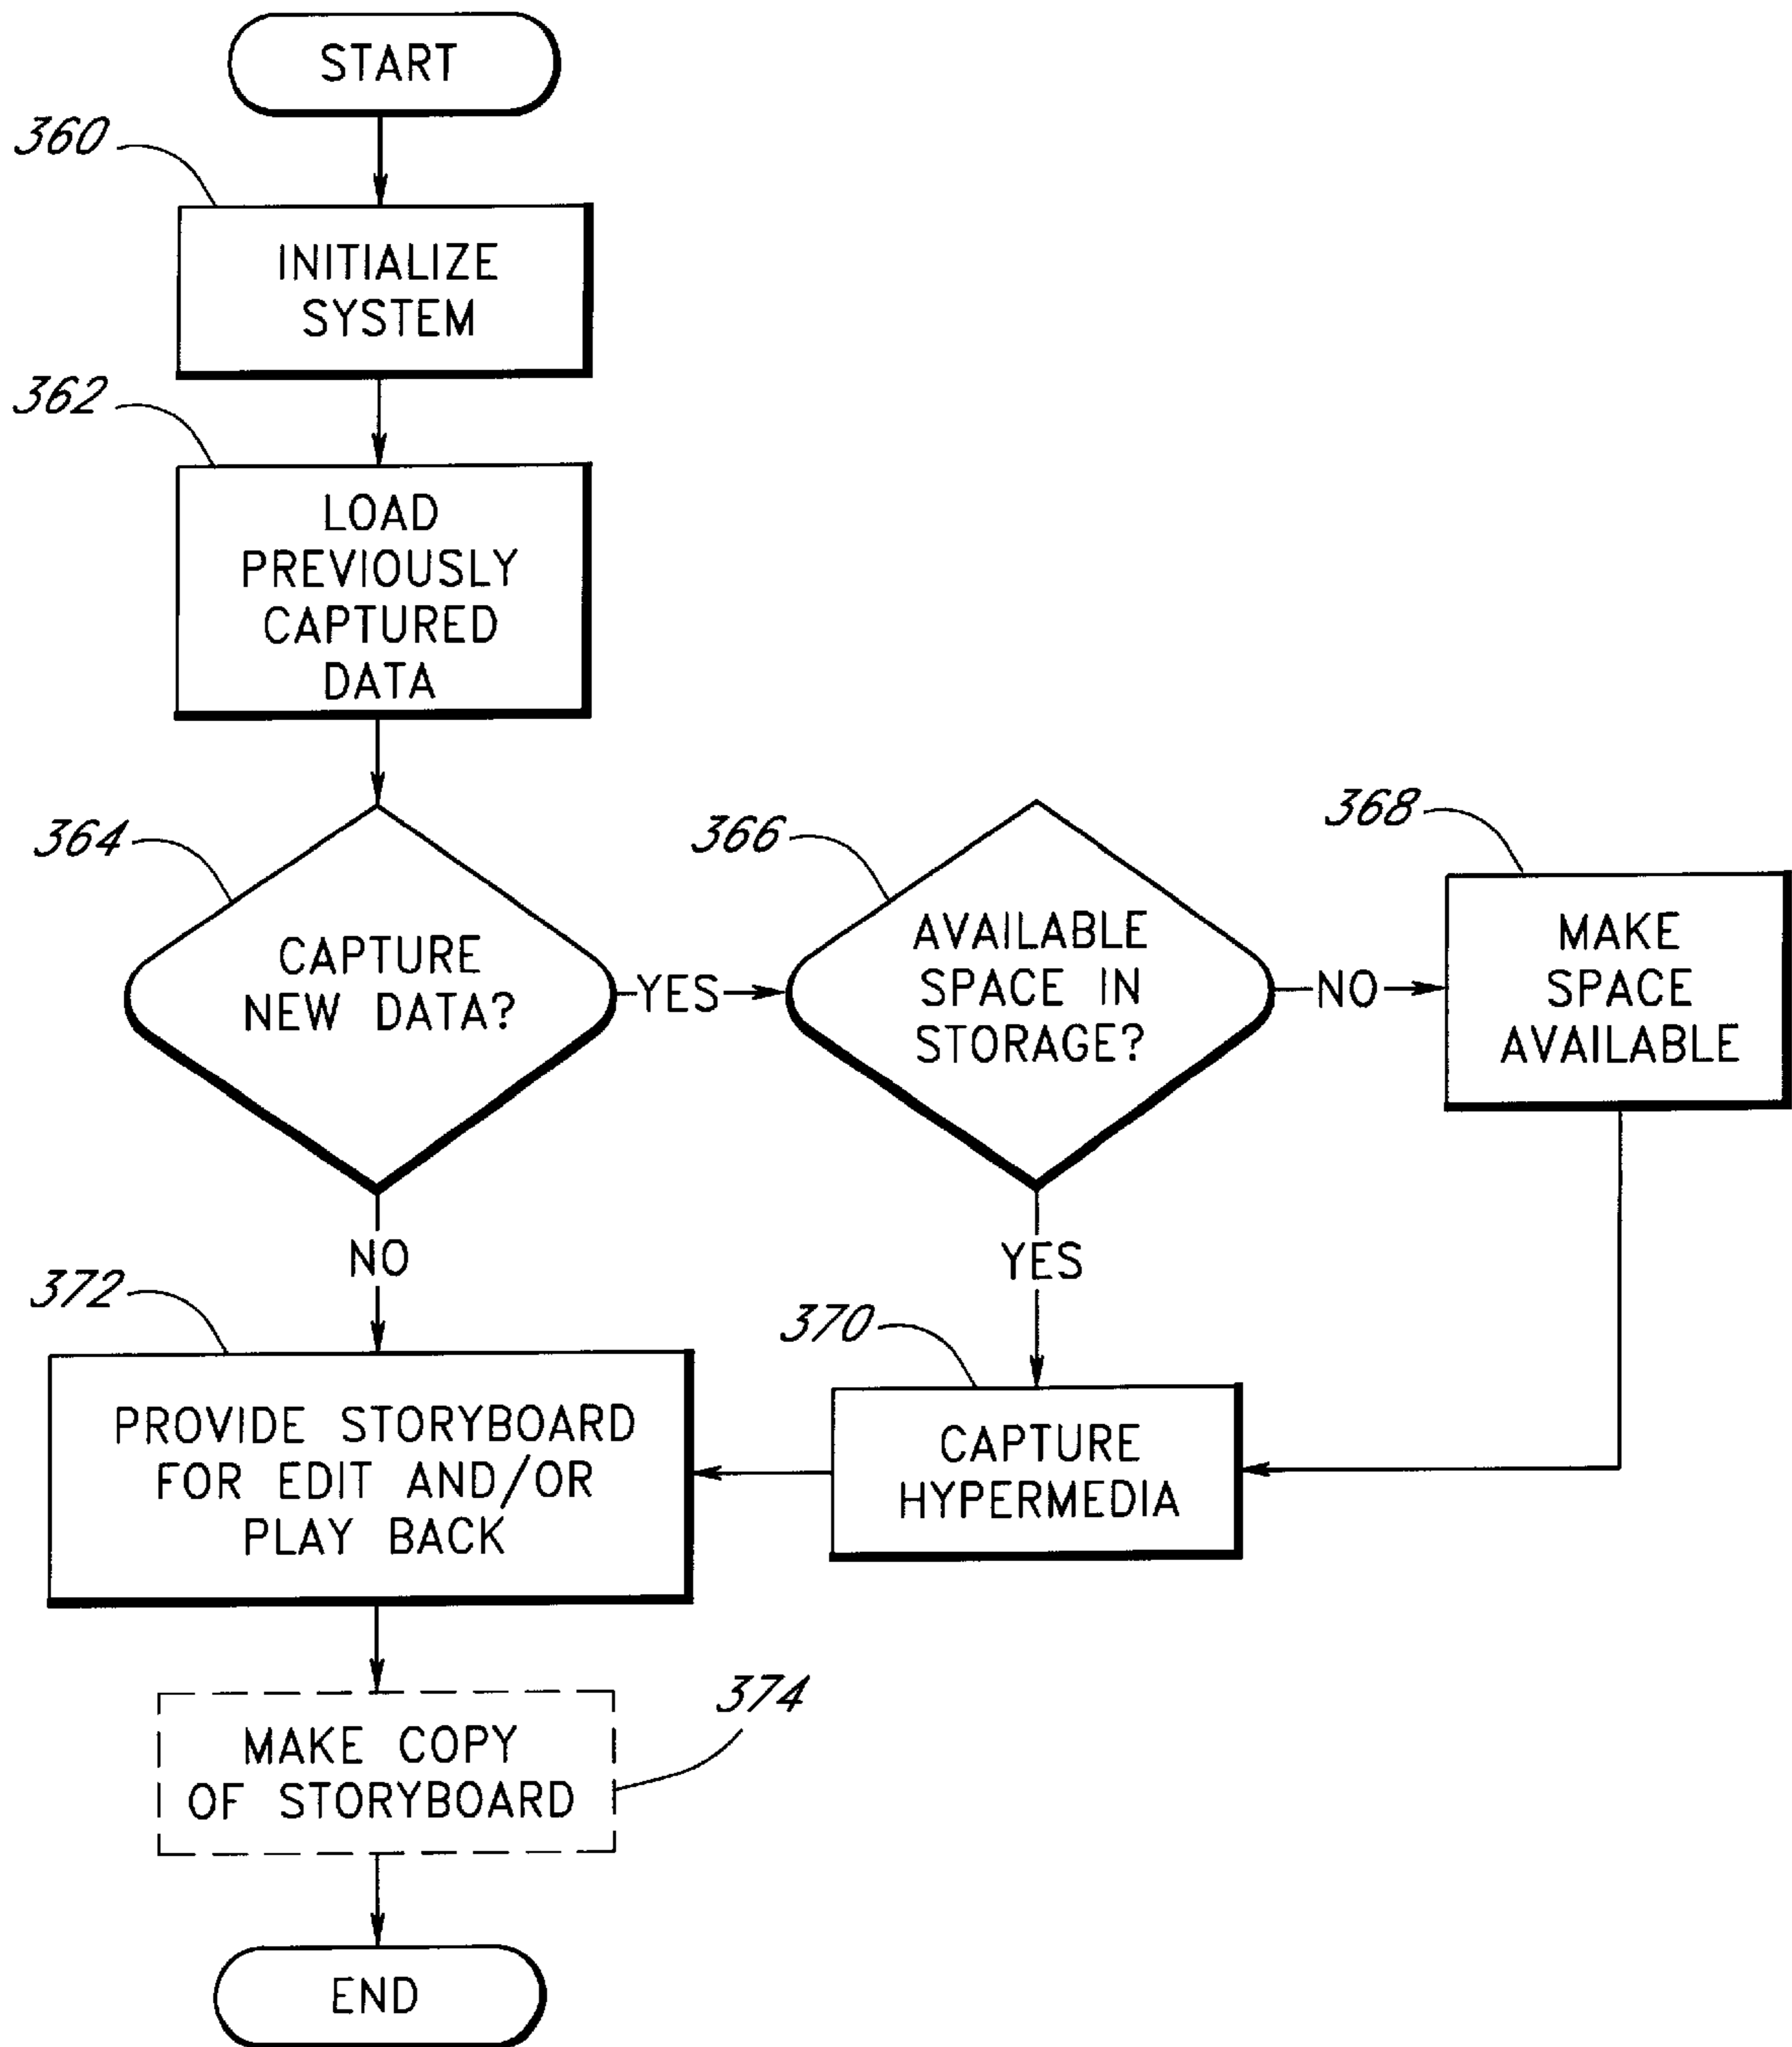 START
360
INITIALIZE
SYSTEM
362
LOAD
PREVIOUSLY
CAPTURED
DATA
364
CAPTURE
NEW DATA?
YES
366
AVAILABLE
SPACE IN
STORAGE?
NO
368
MAKE
SPACE
AVAILABLE
NO
YES
372
PROVIDE STORYBOARD
FOR EDIT AND/OR
PLAY BACK
370
CAPTURE
HYPERMEDIA
374
MAKE COPY
OF STORYBOARD
END